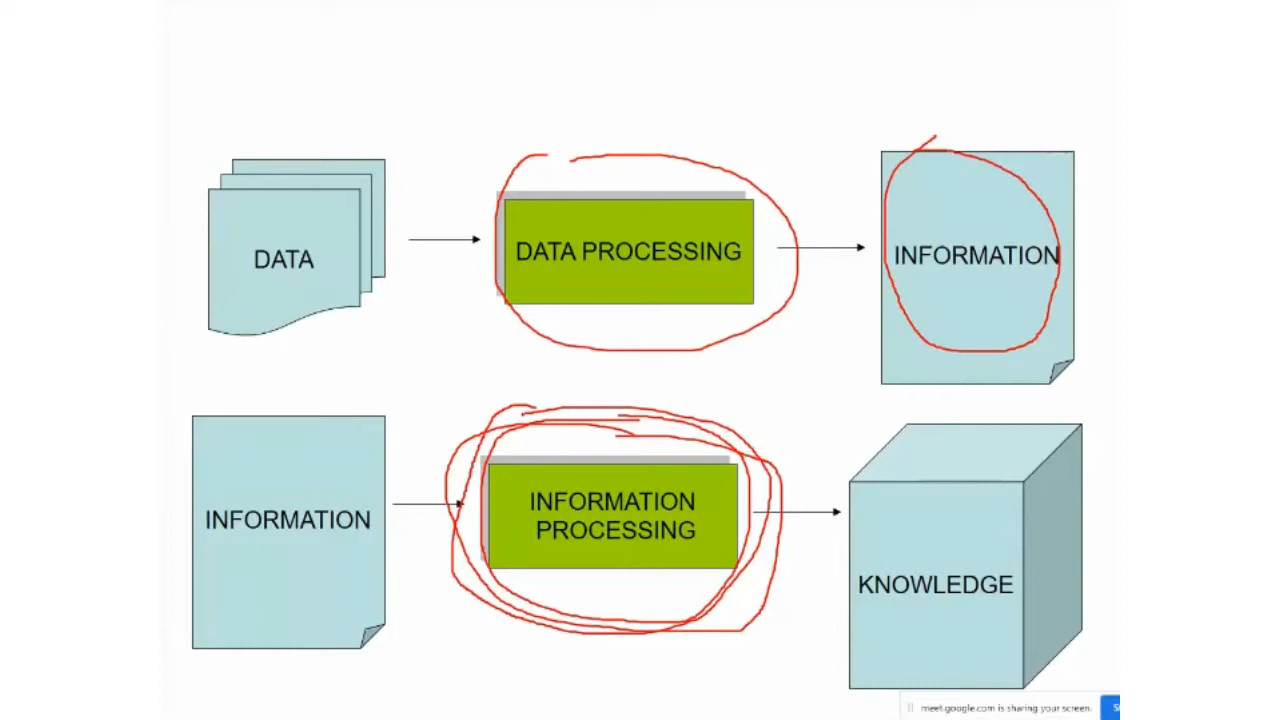 DATA
DATA PROCESSING
INFORMATION
INFORMATION
INFORMATION
PROCESSING
KNOWLEDGE
meet.google.com is sharing your screen.